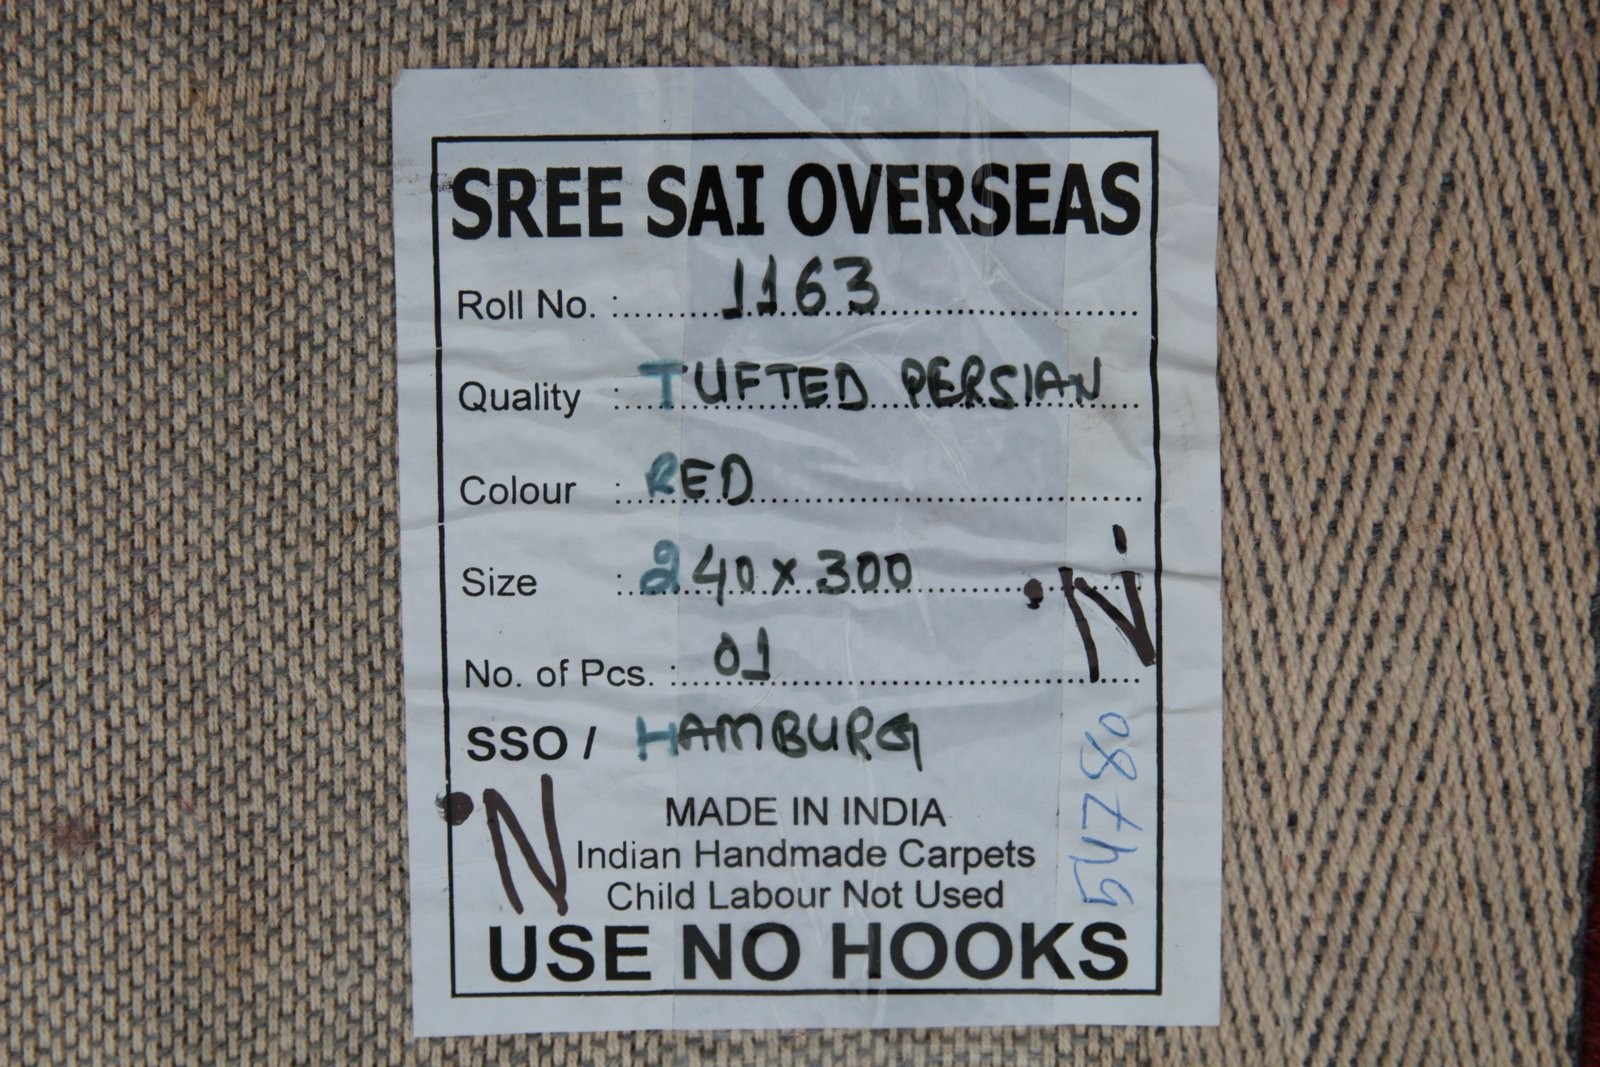 SREE SAI OVERSEAS
Roll No. : 1163
Quality : TUFTED PERSIAN
Colour : RED
Size : 240 x 300
N
No. of Pcs. : 01
SSO / HAMBURG
N
MADE IN INDIA
Indian Handmade Carpets
Child Labour Not Used
54780
USE NO HOOKS